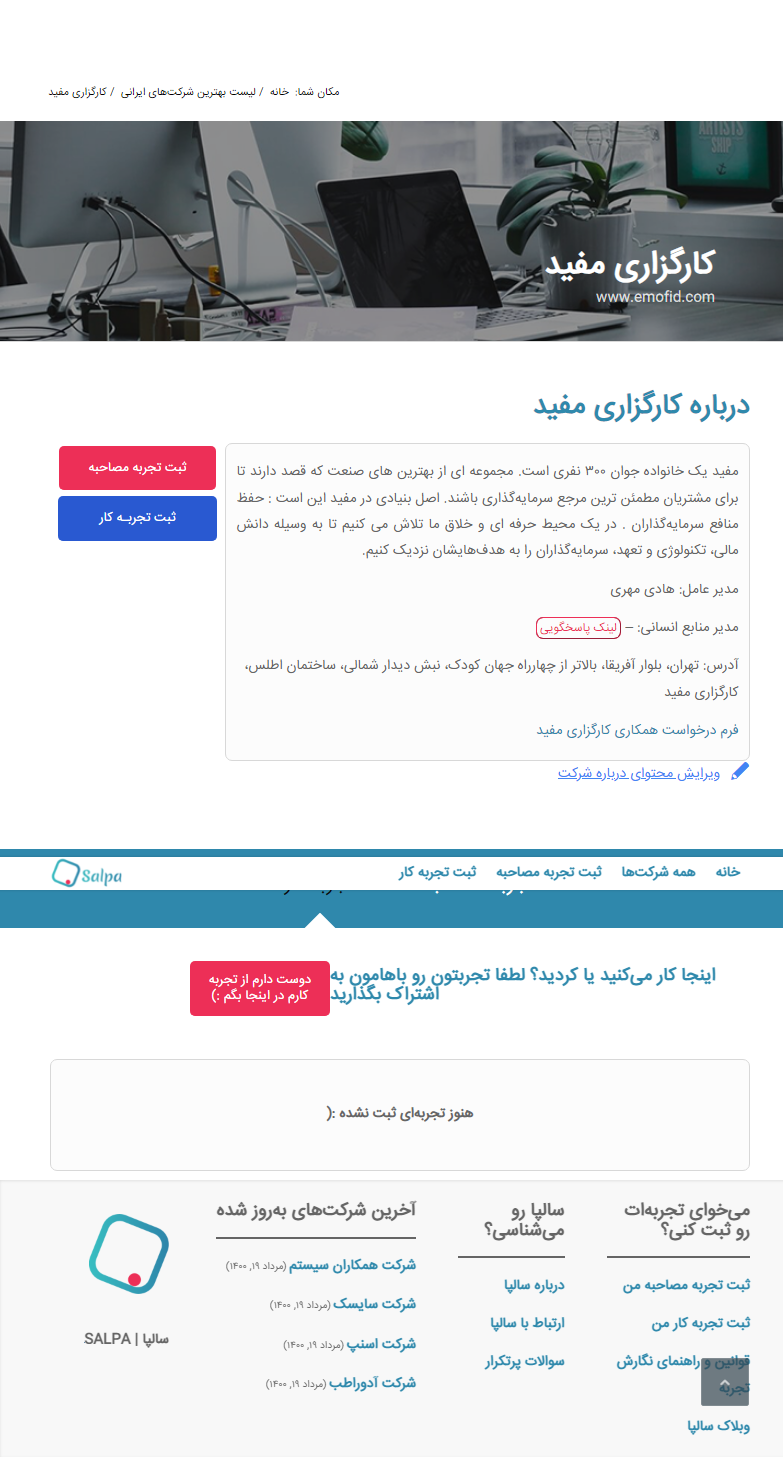 مکان شما: خانه / لیست بهترین شرکت‌های ایرانی / کارگزاری مفید
ARTISTS
SHIP
کارگزاری مفید
www.emofid.com
درباره کارگزاری مفید
مفید یک خانواده جوان ۳۰۰ نفری است. مجموعه ای از بهترین های صنعت که قصد دارند تا
برای مشتریان مطمئن ترین مرجع سرمایه‌گذاری باشند. اصل بنیادی در مفید این است : حفظ
منافع سرمایه‌گذاران . در یک محیط حرفه ای و خلاق ما تلاش می کنیم تا به وسیله دانش
مالی، تکنولوژی و تعهد، سرمایه‌گذاران را به هدف‌هایشان نزدیک کنیم.
مدیر عامل: هادی مهری
مدیر منابع انسانی: – لینک پاسخگویی
آدرس: تهران، بلوار آفریقا، بالاتر از چهارراه جهان کودک، نبش دیدار شمالی، ساختمان اطلس،
کارگزاری مفید
فرم درخواست همکاری کارگزاری مفید
ویرایش محتوای درباره شرکت
ثبت تجربه مصاحبه
ثبت تجربـه کار
خانه
همه شرکت‌ها
ثبت تجربه مصاحبه
ثبت تجربه کار
Salpa
اینجا کار می‌کنید یا کردید؟ لطفا تجربتون رو باهامون به
اشتراک بگذارید
دوست دارم از تجربه
کارم در اینجا بگم :)
هنوز تجربه‌ای ثبت نشده :(
می‌خوای تجربه‌ات
رو ثبت کنی؟
ثبت تجربه مصاحبه من
ثبت تجربه کار من
قوانین و راهنمای نگارش
تجربه
وبلاک سالپا
سالپا رو
می‌شناسی؟
درباره سالپا
ارتباط با سالپا
سوالات پرتکرار
آخرین شرکت‌های به‌روز شده
شرکت همکاران سیستم (مرداد ۱۹, ۱۴۰۰)
شرکت سایسک (مرداد ۱۹, ۱۴۰۰)
شرکت اسنپ (مرداد ۱۹, ۱۴۰۰)
شرکت آدوراطب (مرداد ۱۹, ۱۴۰۰)
سالپا | SALPA